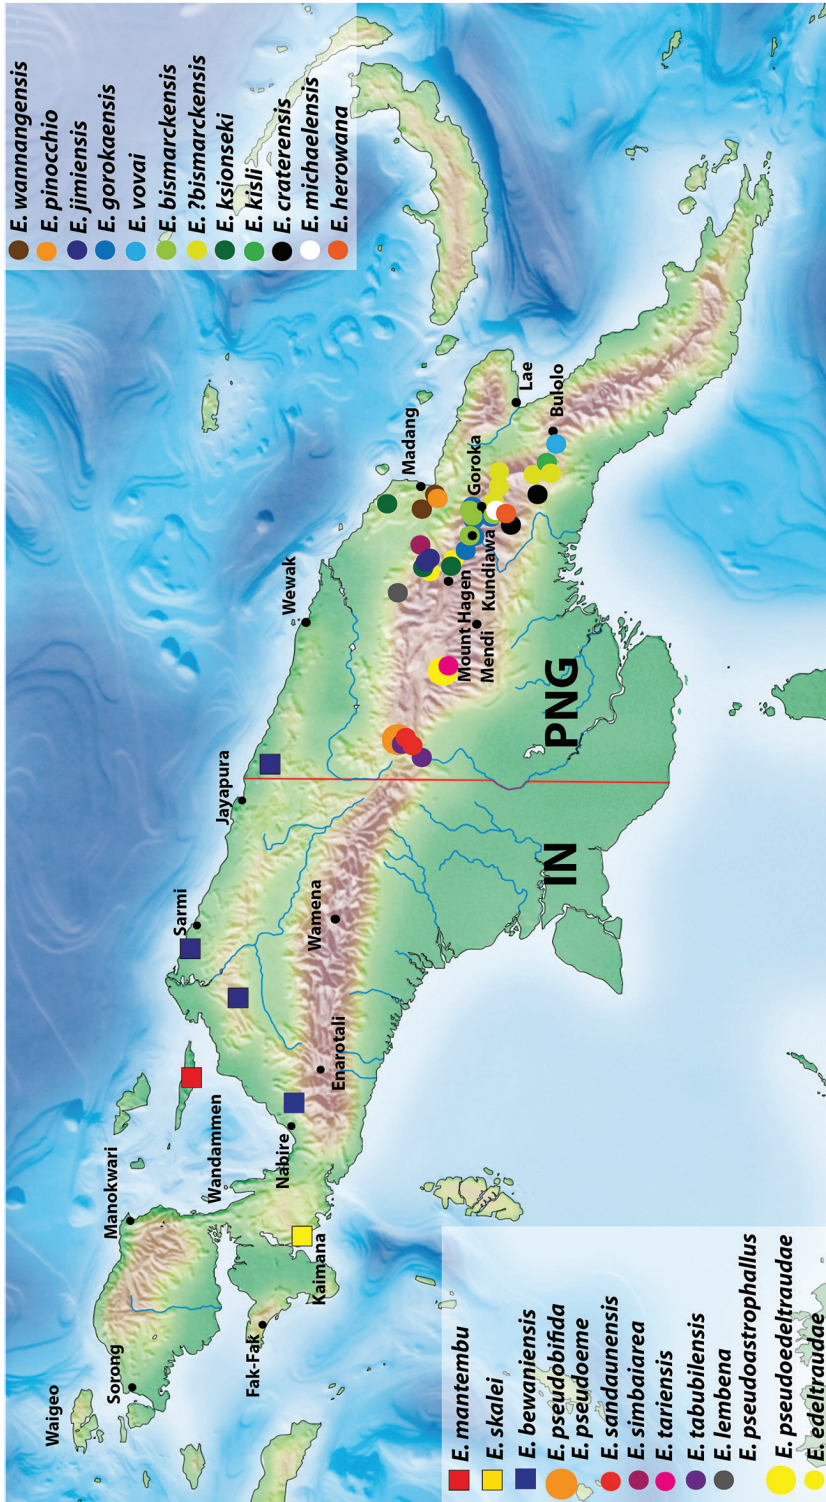 E. wannangensis
E. pinocchio
E. jimiensis
E. gorokaensis
E. vovai
E. bismarckensis
E. ?bismarckensis
E. ksionseki
E. kisli
E. craterensis
E. michaelensis
E. herowana
Waigeo
Sorong
Manokwari
Fak-Fak
Kaimana
Wandammen
Nabire
Enarotali
Sarmi
Wamena
Jayapura
Wewak
Madang
Mount Hagen
Mendi
Kundiawa
Goroka
Lae
Bulolo
IN
PNG
E. mantembu
E. skalei
E. bewaniensis
E. pseudobifida
E. pseudoeme
E. sandaunensis
E. simbaiarea
E. tariensis
E. tabubilensis
E. lembena
E. pseudoastrophallus
E. pseudoedeltraudae
E. edeltraudae